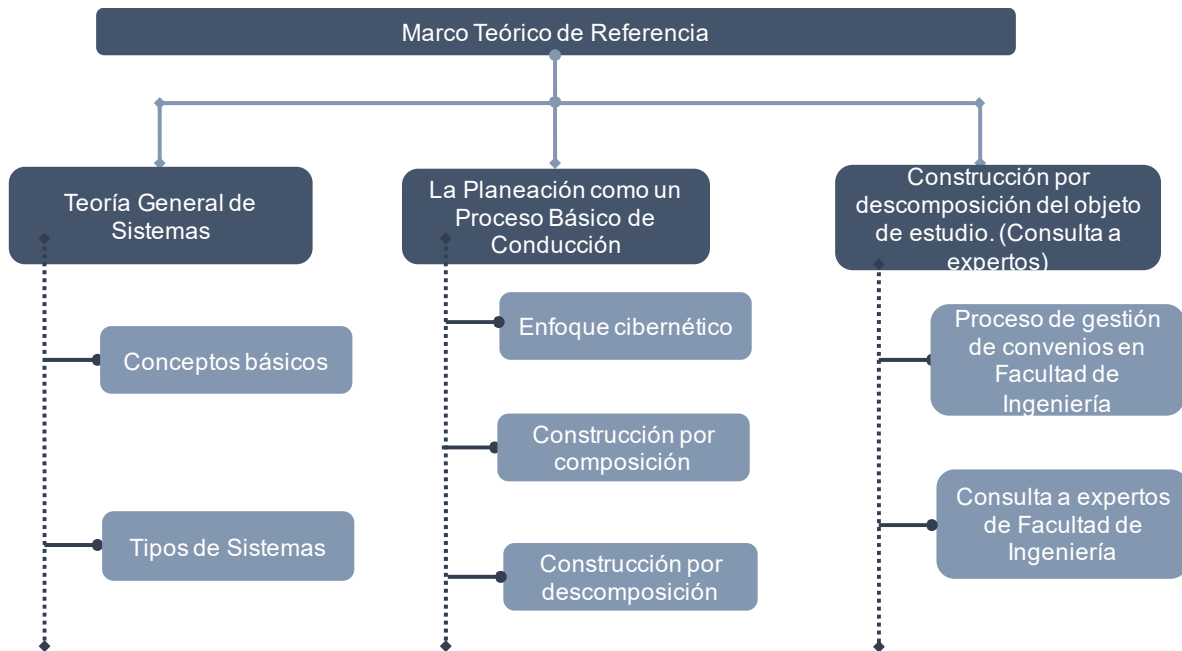 Marco Teórico de Referencia
Teoría General de
Sistemas
Conceptos básicos
Tipos de Sistemas
La Planeación como un
Proceso Básico de
Conducción
Enfoque cibernético
Construcción por
composición
Construcción por
descomposición
Construcción por
descomposición del objeto
de estudio. (Consulta a
expertos)
Proceso de gestión
de convenios en
Facultad de
Ingeniería
Consulta a expertos
de Facultad de
Ingeniería